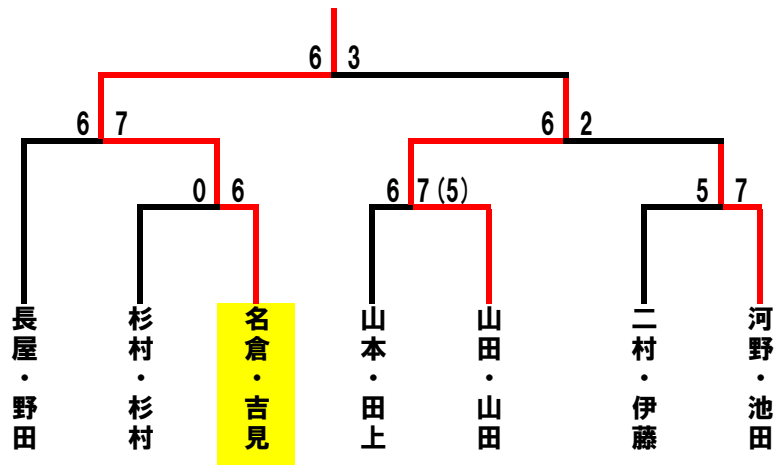 6 3
6 7
6 2
0 6
6 7(5)
5 7
長屋・野田
杉村・杉村
名倉・吉見
山本・田上
山田・山田
二村・伊藤
河野・池田